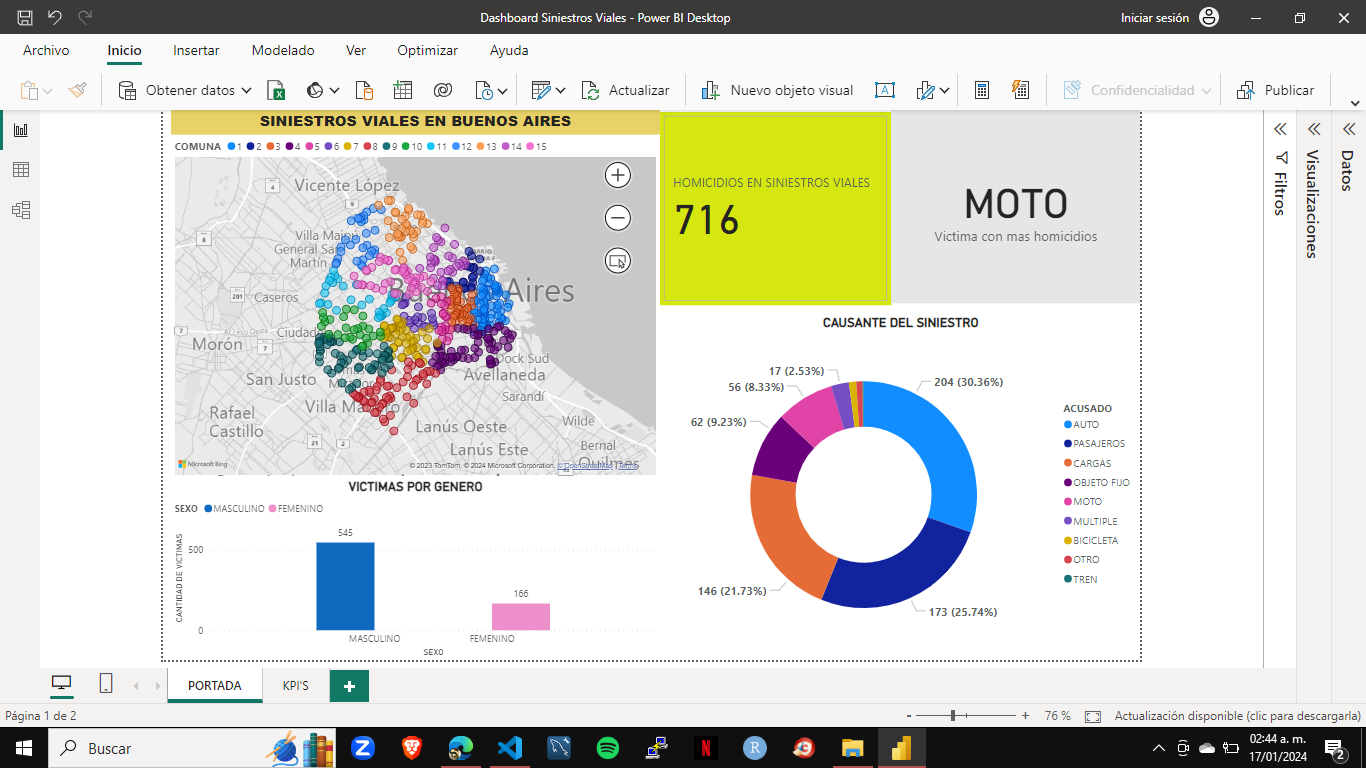 Dashboard Siniestros Viales - Power BI Desktop
Iniciar sesión
Archivo Inicio Insertar Modelado Ver Optimizar Ayuda
Obtener datos Actualizar Nuevo objeto visual Confidencialidad Publicar
SINIESTROS VIALES EN BUENOS AIRES
COMUNA 1 2 3 4 5 6 7 8 9 10 11 12 13 14 15
Vicente López
General San
Martín
Caseros
Ciudad
Morón
San Justo
Rafael
Castillo
Aires
Dock Sud
Avellaneda
Sarandí
Lanús Oeste
Lanús Este
Wilde
Bernal
Quilmes
Microsoft Bing
© 2023 TomTom, © 2024 Microsoft Corporation, © OpenStreetMap Terms
HOMICIDIOS EN SINIESTROS VIALES
716
MOTO
Victima con mas homicidios
CAUSANTE DEL SINIESTRO
17 (2.53%)
56 (8.33%)
62 (9.23%)
146 (21.73%)
204 (30.36%)
173 (25.74%)
ACUSADO
AUTO
PASAJEROS
CARGAS
OBJETO FIJO
MOTO
MULTIPLE
BICICLETA
OTRO
TREN
VICTIMAS POR GENERO
SEXO MASCULINO FEMENINO
CANTIDAD DE VICTIMAS
500
0
545
166
MASCULINO FEMENINO
SEXO
Filtros
Visualizaciones
Datos
PORTADA KPI'S
Página 1 de 2
76 %
Actualización disponible (clic para descargarla)
Buscar
02:44 a. m.
17/01/2024
2